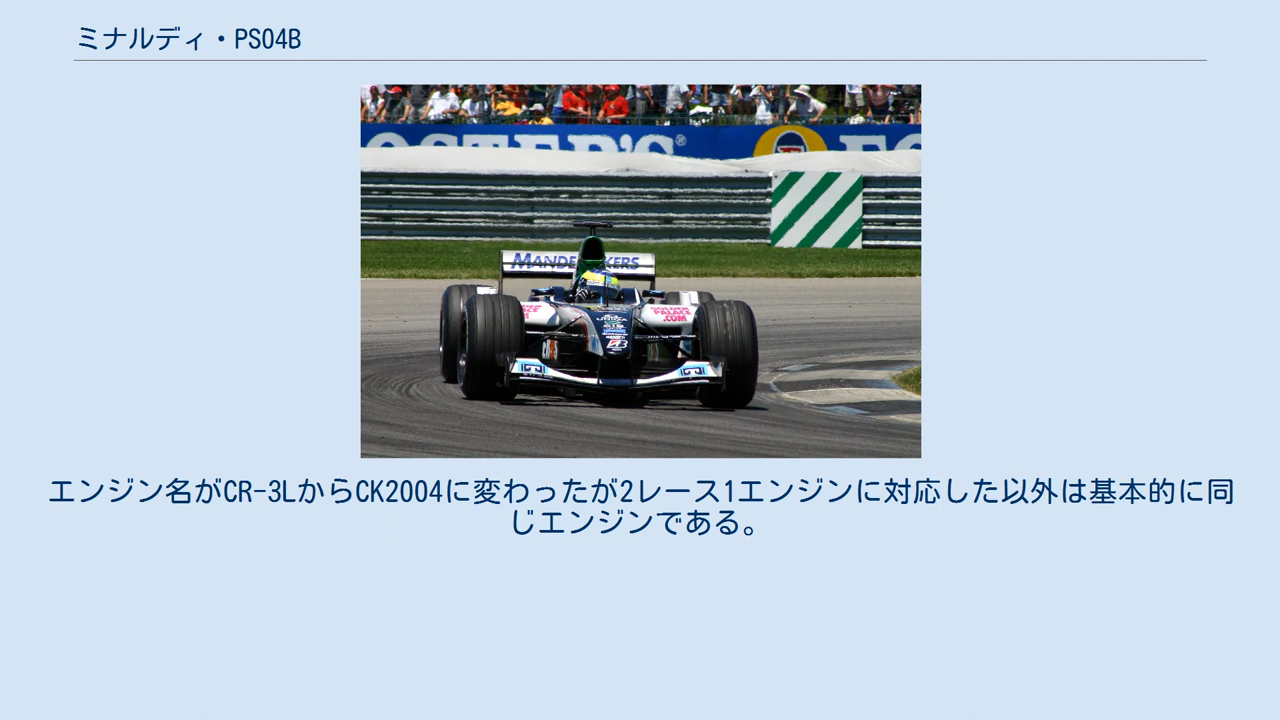 ミナルディ・PS04B
OSTER'S®
MANDE KERS
GOLDEN
PALACE
.COM
エンジン名がCR-3LからCK2004に変わったが2レース1エンジンに対応した以外は基本的に同
じエンジンである。